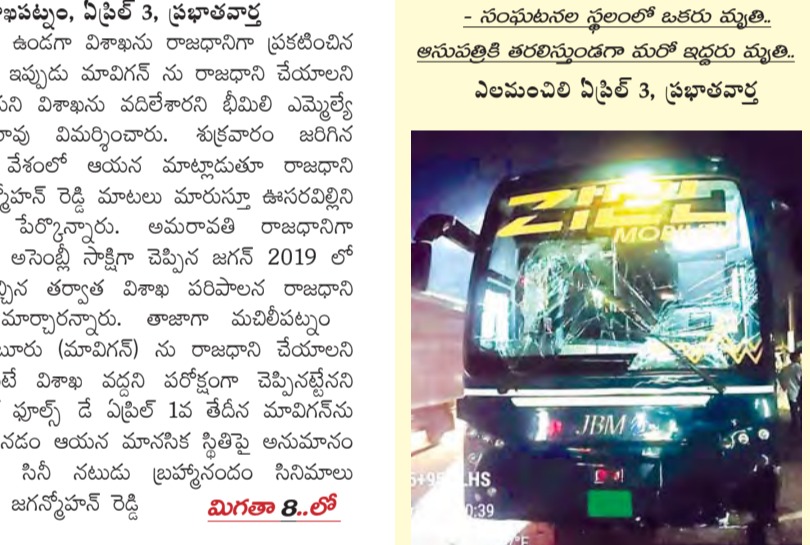 ఖపట్నం, ఏప్రిల్ 3, ప్రభాతవార్త
ఉండగా విశాఖను రాజధానిగా ప్రకటించిన
ఇప్పుడు మావిగన్ ను రాజధాని చేయాలని
విశాఖను వదిలేశారని భీమిలి ఎమ్మెల్యే
విమర్శించారు. శుక్రవారం జరిగిన
వేశంలో ఆయన మాట్లాడుతూ రాజధాని
హన్ రెడ్డి మాటలు మారుస్తూ ఊసరవిల్లిని
పేర్కొన్నారు. అమరావతి రాజధానిగా
అసెంబ్లీ సాక్షిగా చెప్పిన జగన్ 2019 లో
చ్చిన తర్వాత విశాఖ పరిపాలన రాజధాని
మార్చారన్నారు. తాజాగా మచిలీపట్నం
టూరు (మావిగన్) ను రాజధాని చేయాలని
టే విశాఖ వద్దని పరోక్షంగా చెప్పినట్టేనని
ఫూల్స్ డే ఏప్రిల్ 1వ తేదీన మావిగన్‌ను
నడం ఆయన మానసిక స్థితిపై అనుమానం
సినీ నటుడు బ్రహ్మానందం సినిమాలు
జగన్మోహన్ రెడ్డి మిగతా 8..లో
- సంఘటనల స్థలంలో ఒకరు మృతి..
ఆసుపత్రికి తరలిస్తుండగా మరో ఇద్దరు మృతి..
ఎలమంచిలి ఏప్రిల్ 3, ప్రభాతవార్త
MOBILITY
JBM
LHS
0:39